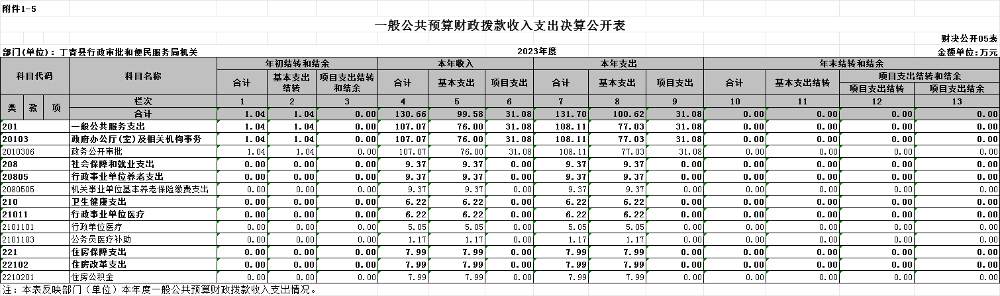 附件1-5
一般公共预算财政拨款收入支出决算公开表
财决公开05表
部门(单位)：丁青县行政审批和便民服务局机关 2023年度 金额单位:万元
科目代码 科目名称 年初结转和结余 本年收入 本年支出 年末结转和结余
合计 基本支出结转 项目支出结转和结余 合计 基本支出 项目支出 合计 基本支出 项目支出 合计 基本支出结转 项目支出结转和结余
项目支出结转 项目支出结余
类 款 项 栏次 1 2 3 4 5 6 7 8 9 10 11 12 13
合计 1.04 1.04 0.00 130.66 99.58 31.08 131.70 100.62 31.08 0.00 0.00 0.00 0.00
201 一般公共服务支出 1.04 1.04 0.00 107.07 76.00 31.08 108.11 77.03 31.08 0.00 0.00 0.00 0.00
20103 政府办公厅(室)及相关机构事务 1.04 1.04 0.00 107.07 76.00 31.08 108.11 77.03 31.08 0.00 0.00 0.00 0.00
2010306 政务公开审批 1.04 1.04 0.00 107.07 76.00 31.08 108.11 77.03 31.08 0.00 0.00 0.00 0.00
208 社会保障和就业支出 0.00 0.00 0.00 9.37 9.37 0.00 9.37 9.37 0.00 0.00 0.00 0.00 0.00
20805 行政事业单位养老支出 0.00 0.00 0.00 9.37 9.37 0.00 9.37 9.37 0.00 0.00 0.00 0.00 0.00
2080505 机关事业单位基本养老保险缴费支出 0.00 0.00 0.00 9.37 9.37 0.00 9.37 9.37 0.00 0.00 0.00 0.00 0.00
210 卫生健康支出 0.00 0.00 0.00 6.22 6.22 0.00 6.22 6.22 0.00 0.00 0.00 0.00 0.00
21011 行政事业单位医疗 0.00 0.00 0.00 6.22 6.22 0.00 6.22 6.22 0.00 0.00 0.00 0.00 0.00
2101101 行政单位医疗 0.00 0.00 0.00 5.05 5.05 0.00 5.05 5.05 0.00 0.00 0.00 0.00 0.00
2101103 公务员医疗补助 0.00 0.00 0.00 1.17 1.17 0.00 1.17 1.17 0.00 0.00 0.00 0.00 0.00
221 住房保障支出 0.00 0.00 0.00 7.99 7.99 0.00 7.99 7.99 0.00 0.00 0.00 0.00 0.00
22102 住房改革支出 0.00 0.00 0.00 7.99 7.99 0.00 7.99 7.99 0.00 0.00 0.00 0.00 0.00
2210201 住房公积金 0.00 0.00 0.00 7.99 7.99 0.00 7.99 7.99 0.00 0.00 0.00 0.00 0.00
注：本表反映部门（单位）本年度一般公共预算财政拨款收入支出情况。